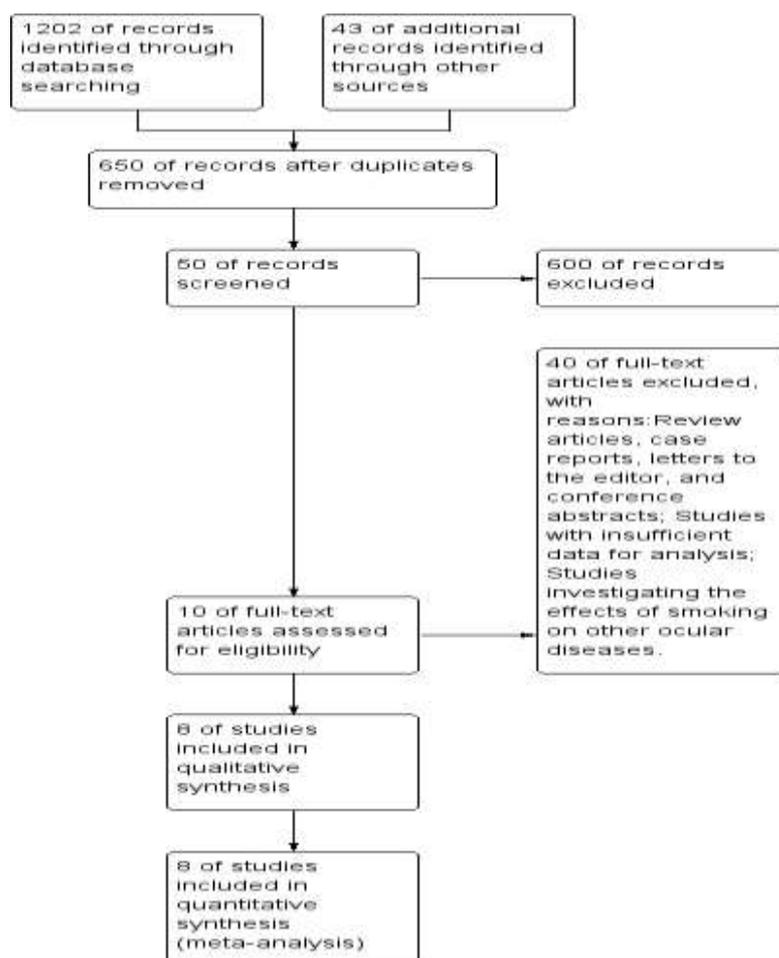 1202 of records
identified through
database
searching
43 of additional
records identified
through other
sources
650 of records after duplicates
removed
50 of records
screened
600 of records
excluded
40 of full-text
articles excluded,
with
reasons:Review
articles, case
reports, letters to
the editor, and
conference
abstracts; Studies
with insufficient
data for analysis;
Studies
investigating the
effects of smoking
on other ocular
diseases.
10 of full-text
articles assessed
for eligibility
8 of studies
included in
qualitative
synthesis
8 of studies
included in
quantitative
synthesis
(meta-analysis)